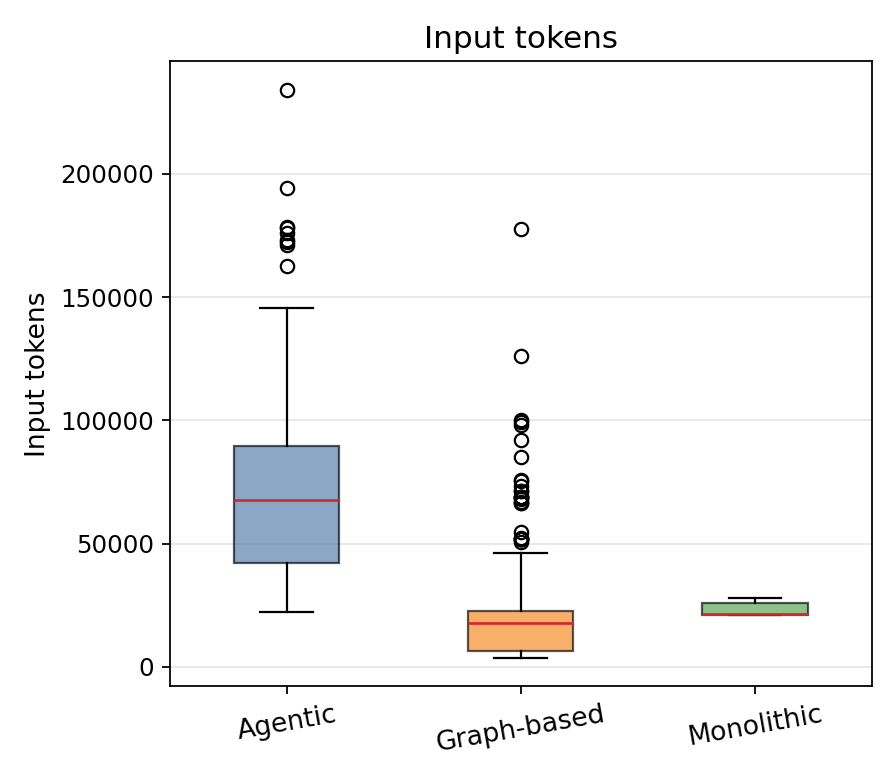 Input tokens
Input tokens
200000
150000
100000
50000
0
Agentic
Graph-based
Monolithic